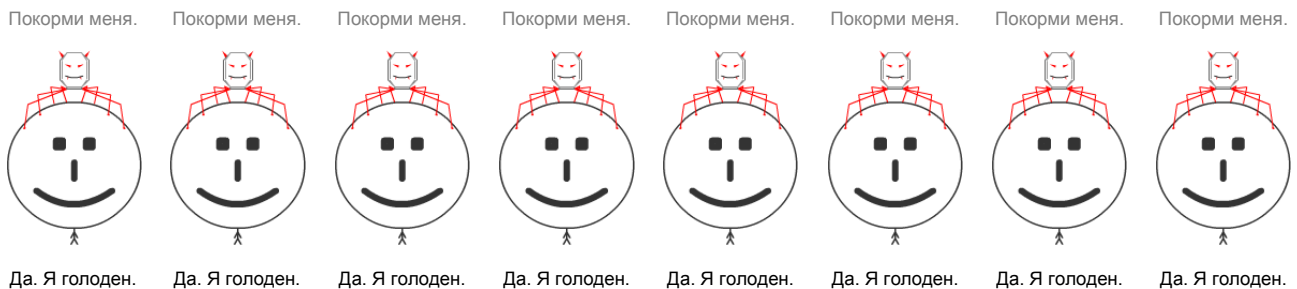 Покорми меня. Покорми меня. Покорми меня. Покорми меня. Покорми меня. Покорми меня. Покорми меня. Покорми меня.
Да. Я голоден. Да. Я голоден. Да. Я голоден. Да. Я голоден. Да. Я голоден. Да. Я голоден. Да. Я голоден. Да. Я голоден.